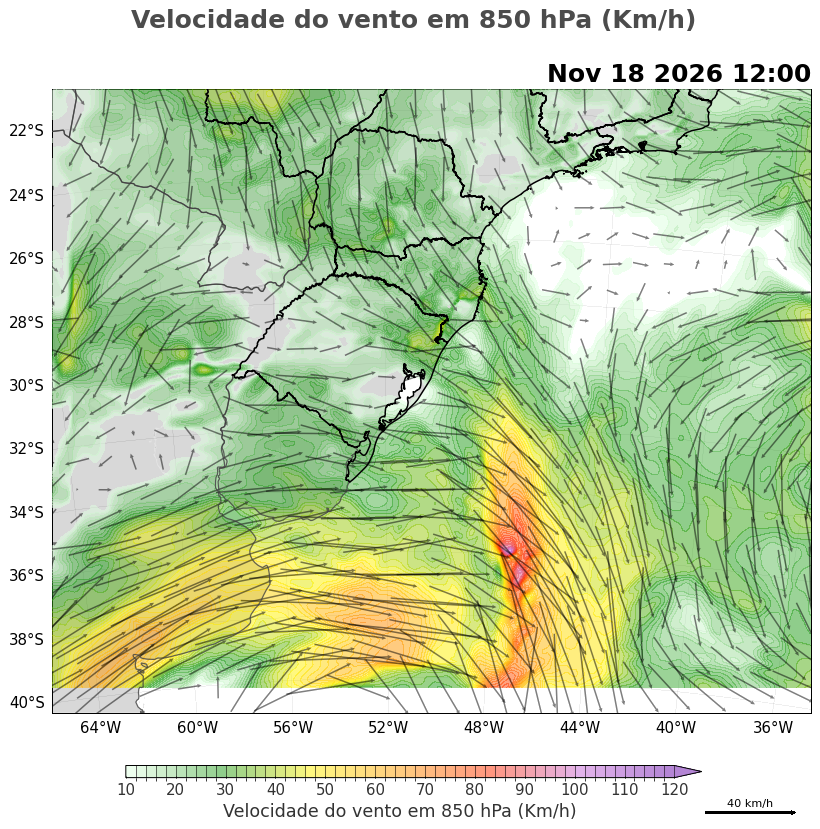 Velocidade do vento em 850 hPa (Km/h)
Nov 18 2026 12:00
22°S
24°S
26°S
28°S
30°S
32°S
34°S
36°S
38°S
40°S
64°W 60°W 56°W 52°W 48°W 44°W 40°W 36°W
10 20 30 40 50 60 70 80 90 100 110 120
Velocidade do vento em 850 hPa (Km/h)
40 km/h